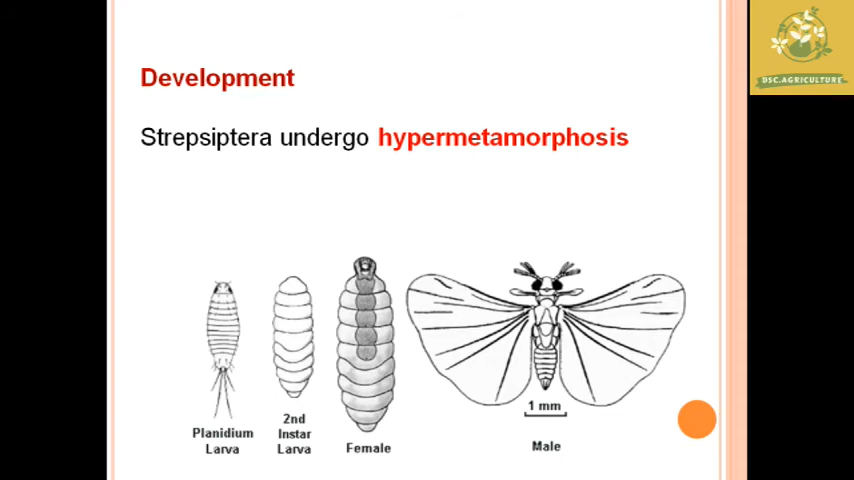 DSC.AGRICULTURE
Development
Strepsiptera undergo hypermetamorphosis
1 mm
Planidium
Larva
2nd
Instar
Larva
Female
Male